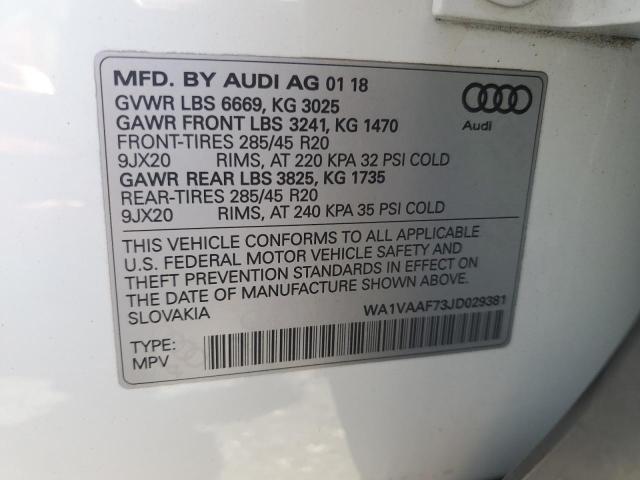 MFD. BY AUDI AG 01 18
GVWR LBS 6669, KG 3025
GAWR FRONT LBS 3241, KG 1470
FRONT-TIRES 285/45 R20
9JX20 RIMS, AT 220 KPA 32 PSI COLD
GAWR REAR LBS 3825, KG 1735
REAR-TIRES 285/45 R20
9JX20 RIMS, AT 240 KPA 35 PSI COLD
Audi
THIS VEHICLE CONFORMS TO ALL APPLICABLE
U.S. FEDERAL MOTOR VEHICLE SAFETY AND
THEFT PREVENTION STANDARDS IN EFFECT ON
THE DATE OF MANUFACTURE SHOWN ABOVE.
SLOVAKIA
WA1VAAF73JD029381
TYPE:
MPV